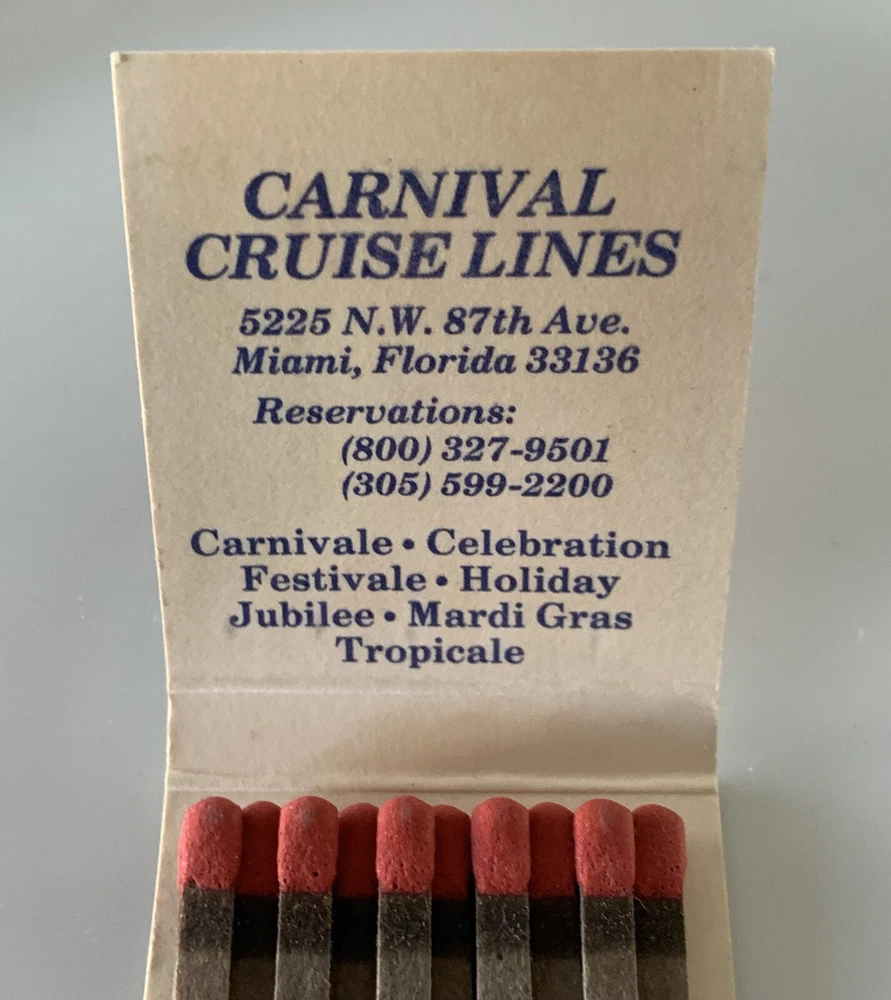 CARNIVAL
CRUISE LINES
5225 N.W. 87th Ave.
Miami, Florida 33136
Reservations:
(800) 327-9501
(305) 599-2200
Carnivale • Celebration
Festivale • Holiday
Jubilee • Mardi Gras
Tropicale